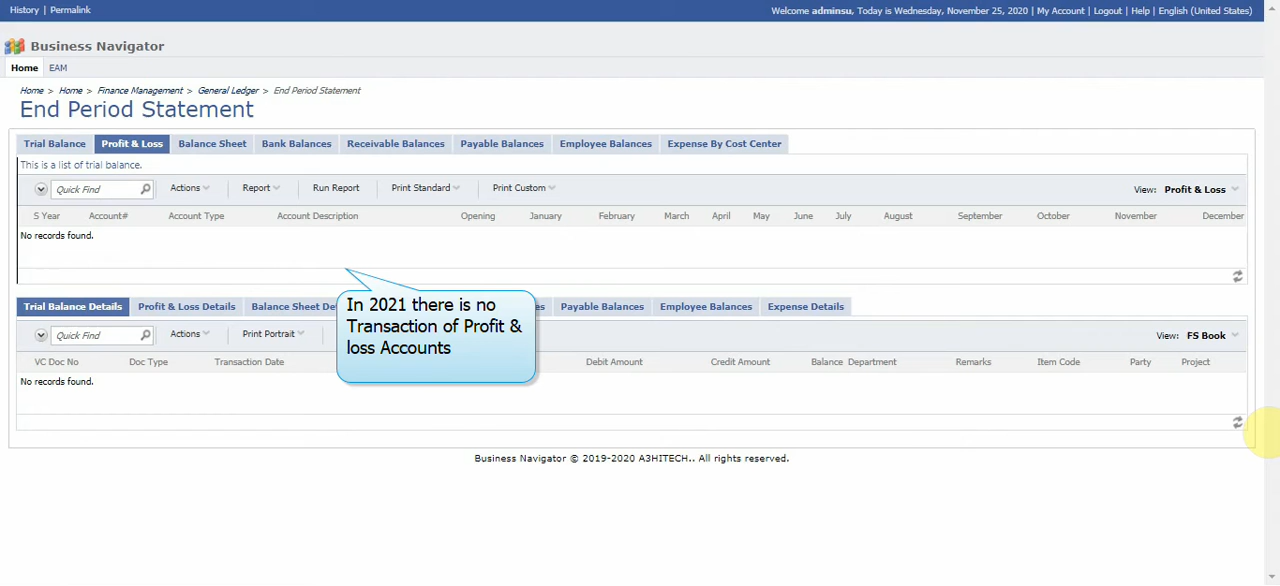 History | Permalink
Welcome adminsu, Today is Wednesday, November 25, 2020 | My Account | Logout | Help | English (United States)
Business Navigator
Home EAM
Home > Home > Finance Management > General Ledger > End Period Statement
End Period Statement
Trial Balance Profit & Loss Balance Sheet Bank Balances Receivable Balances Payable Balances Employee Balances Expense By Cost Center
This is a list of trial balance.
Quick Find Actions Report Run Report Print Standard Print Custom View: Profit & Loss
S Year Account# Account Type Account Description Opening January February March April May June July August September October November December
No records found.
Trial Balance Details Profit & Loss Details Balance Sheet De es Payable Balances Employee Balances Expense Details
In 2021 there is no
Transaction of Profit &
loss Accounts
Quick Find Actions Print Portrait View: FS Book
VC Doc No Doc Type Transaction Date Debit Amount Credit Amount Balance Department Remarks Item Code Party Project
No records found.
Business Navigator © 2019-2020 A3HITECH.. All rights reserved.